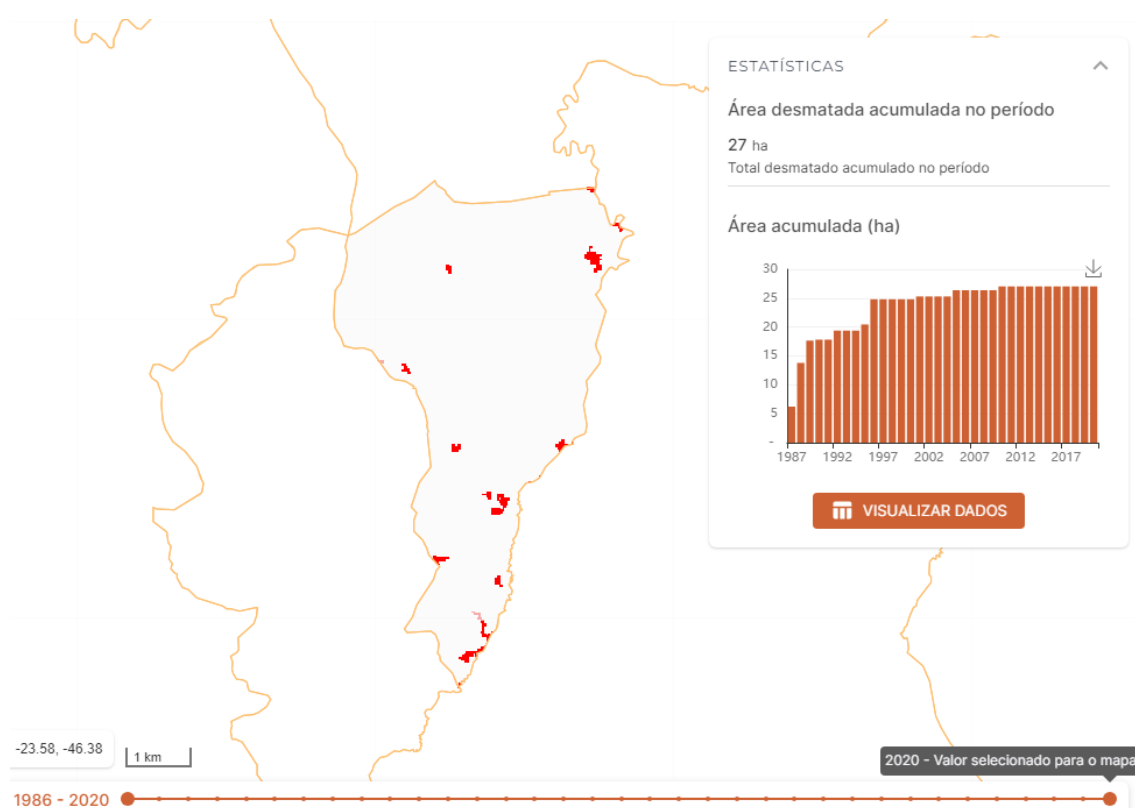 ESTATÍSTICAS
Área desmatada acumulada no período
27 ha
Total desmatado acumulado no período
Área acumulada (ha)
30
25
20
15
10
5
-
1987 1992 1997 2002 2007 2012 2017
VISUALIZAR DADOS
-23.58, -46.38
1 km
2020 - Valor selecionado para o mapa
1986 - 2020